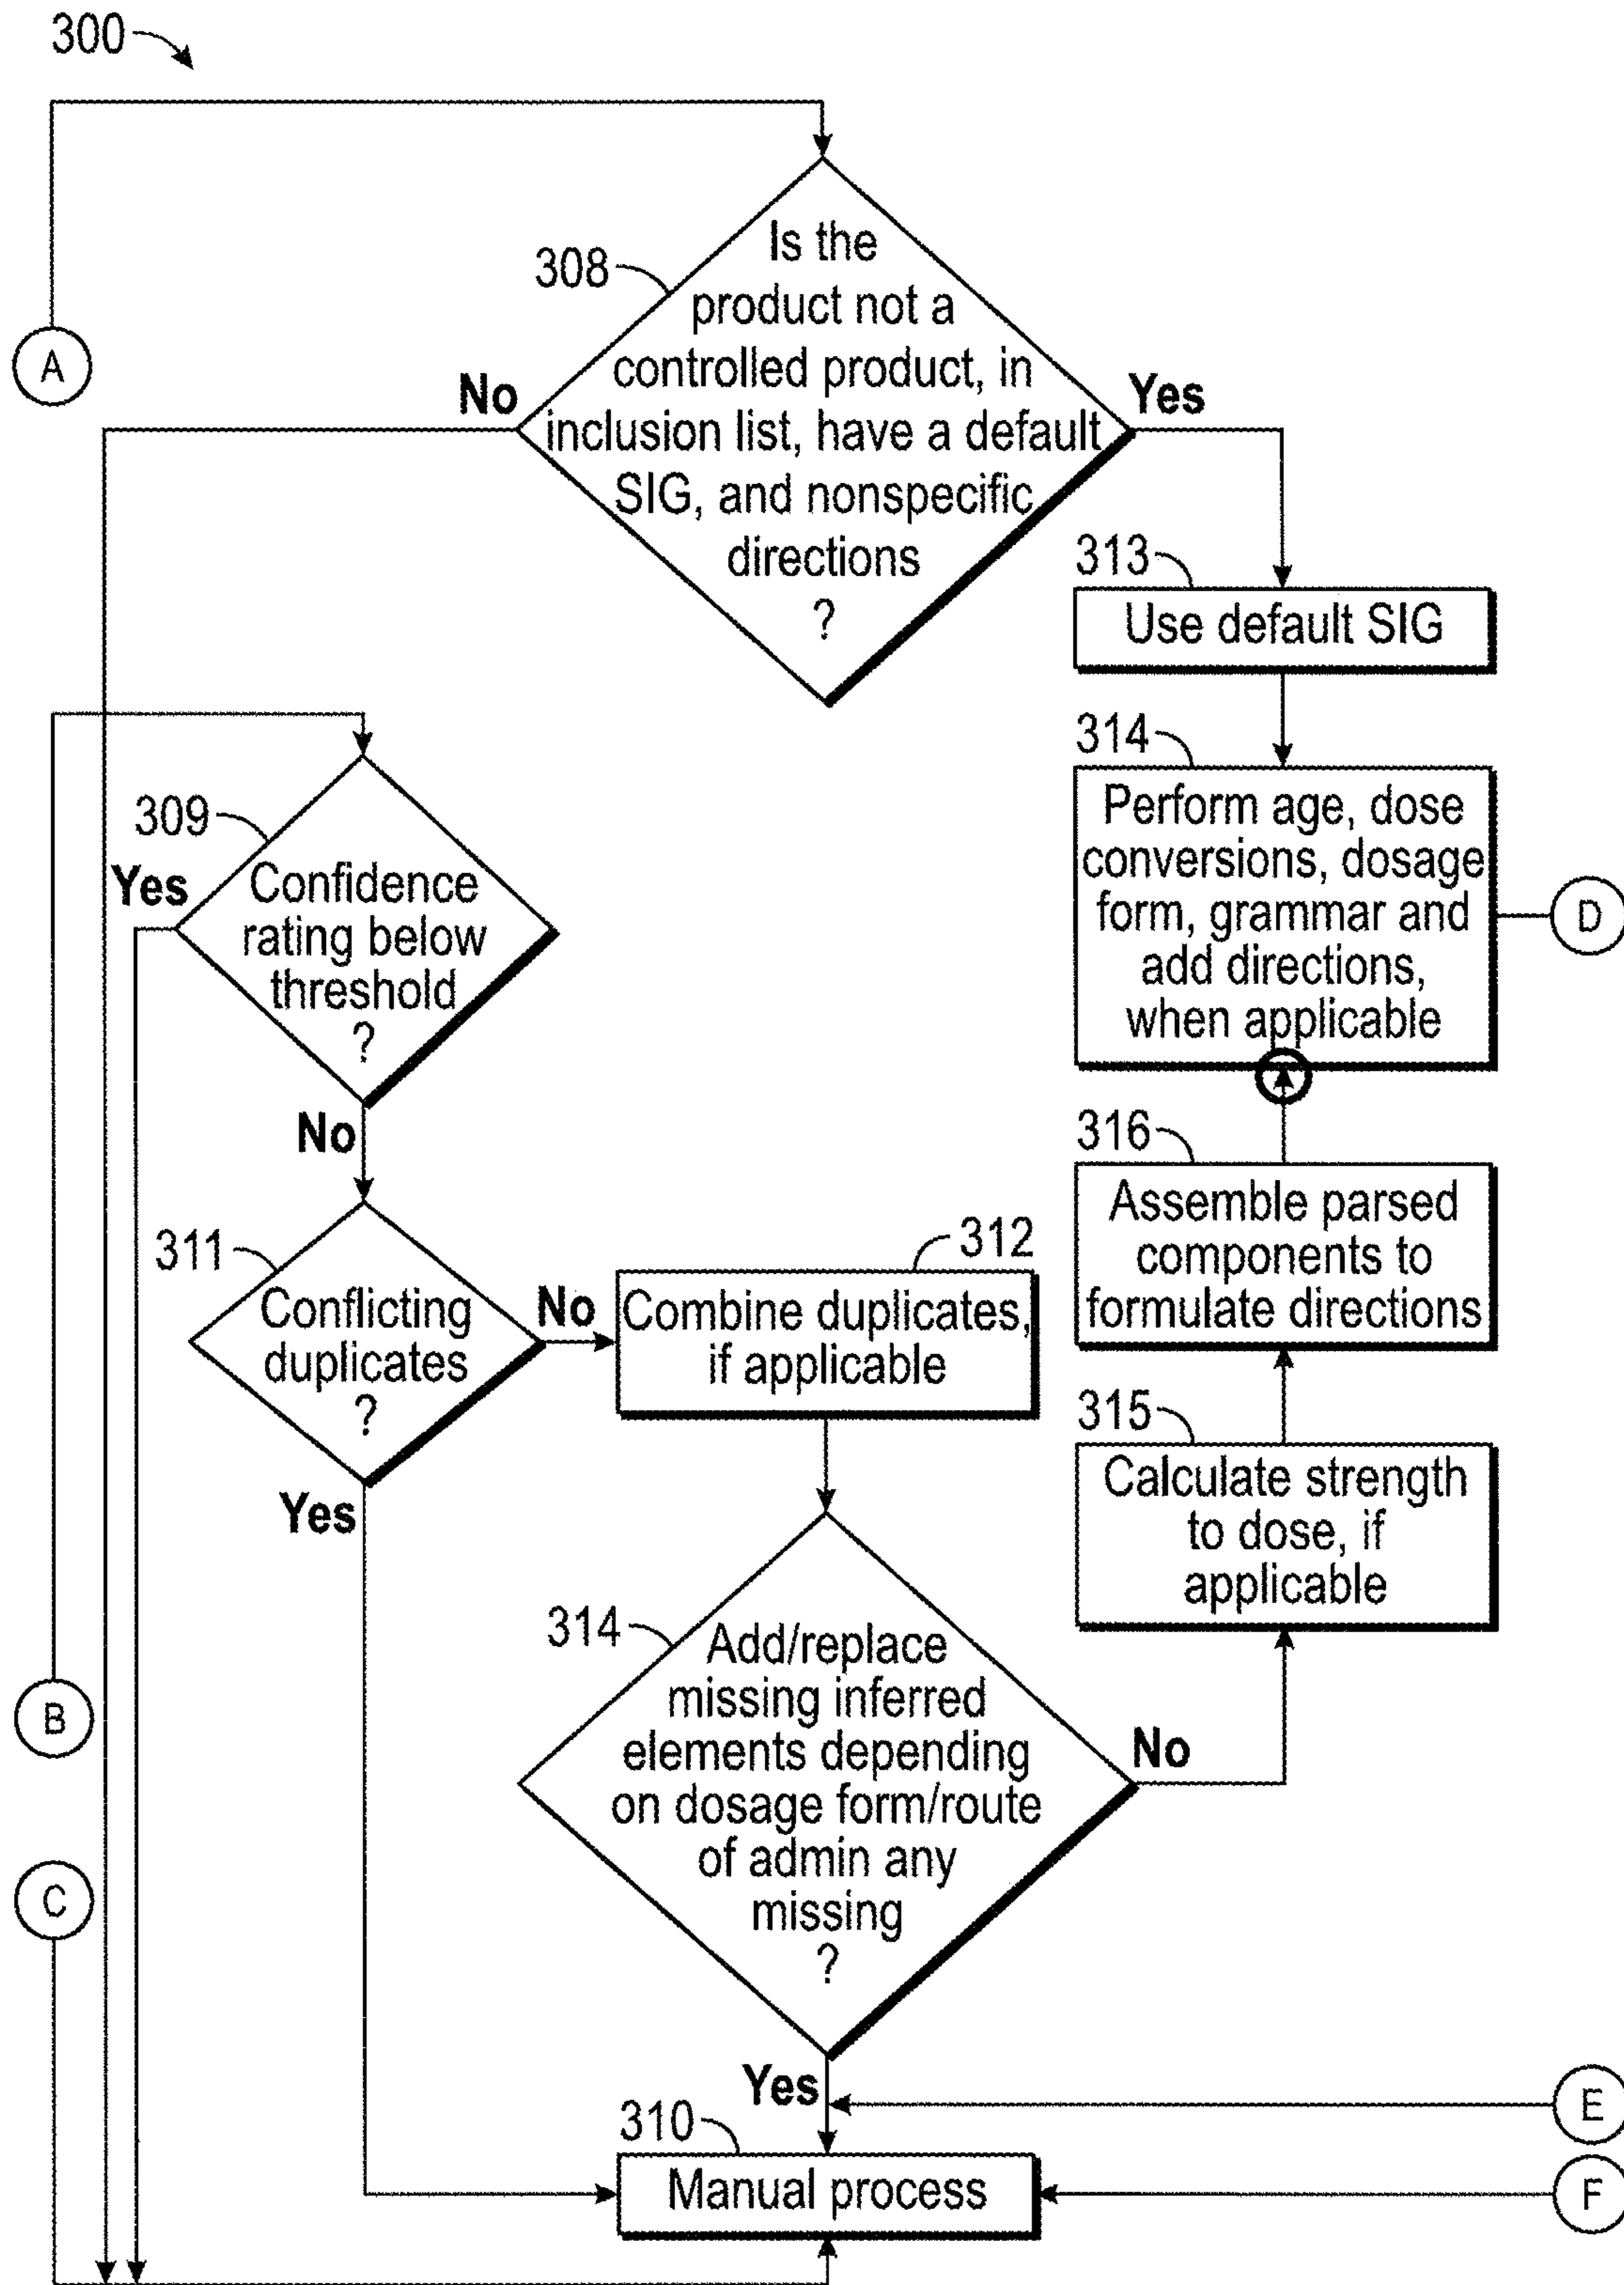 300
A
308
Is the
product not a
controlled product, in
inclusion list, have a default
SIG, and nonspecific
directions
?
No
Yes
313
Use default SIG
314
Perform age, dose
conversions, dosage
form, grammar and
add directions,
when applicable
D
309
Confidence
rating below
threshold
?
Yes
No
316
Assemble parsed
components to
formulate directions
311
Conflicting
duplicates
?
No
Yes
312
Combine duplicates,
if applicable
315
Calculate strength
to dose, if
applicable
314
Add/replace
missing inferred
elements depending
on dosage form/route
of admin any
missing
?
No
Yes
B
C
E
310
Manual process
F